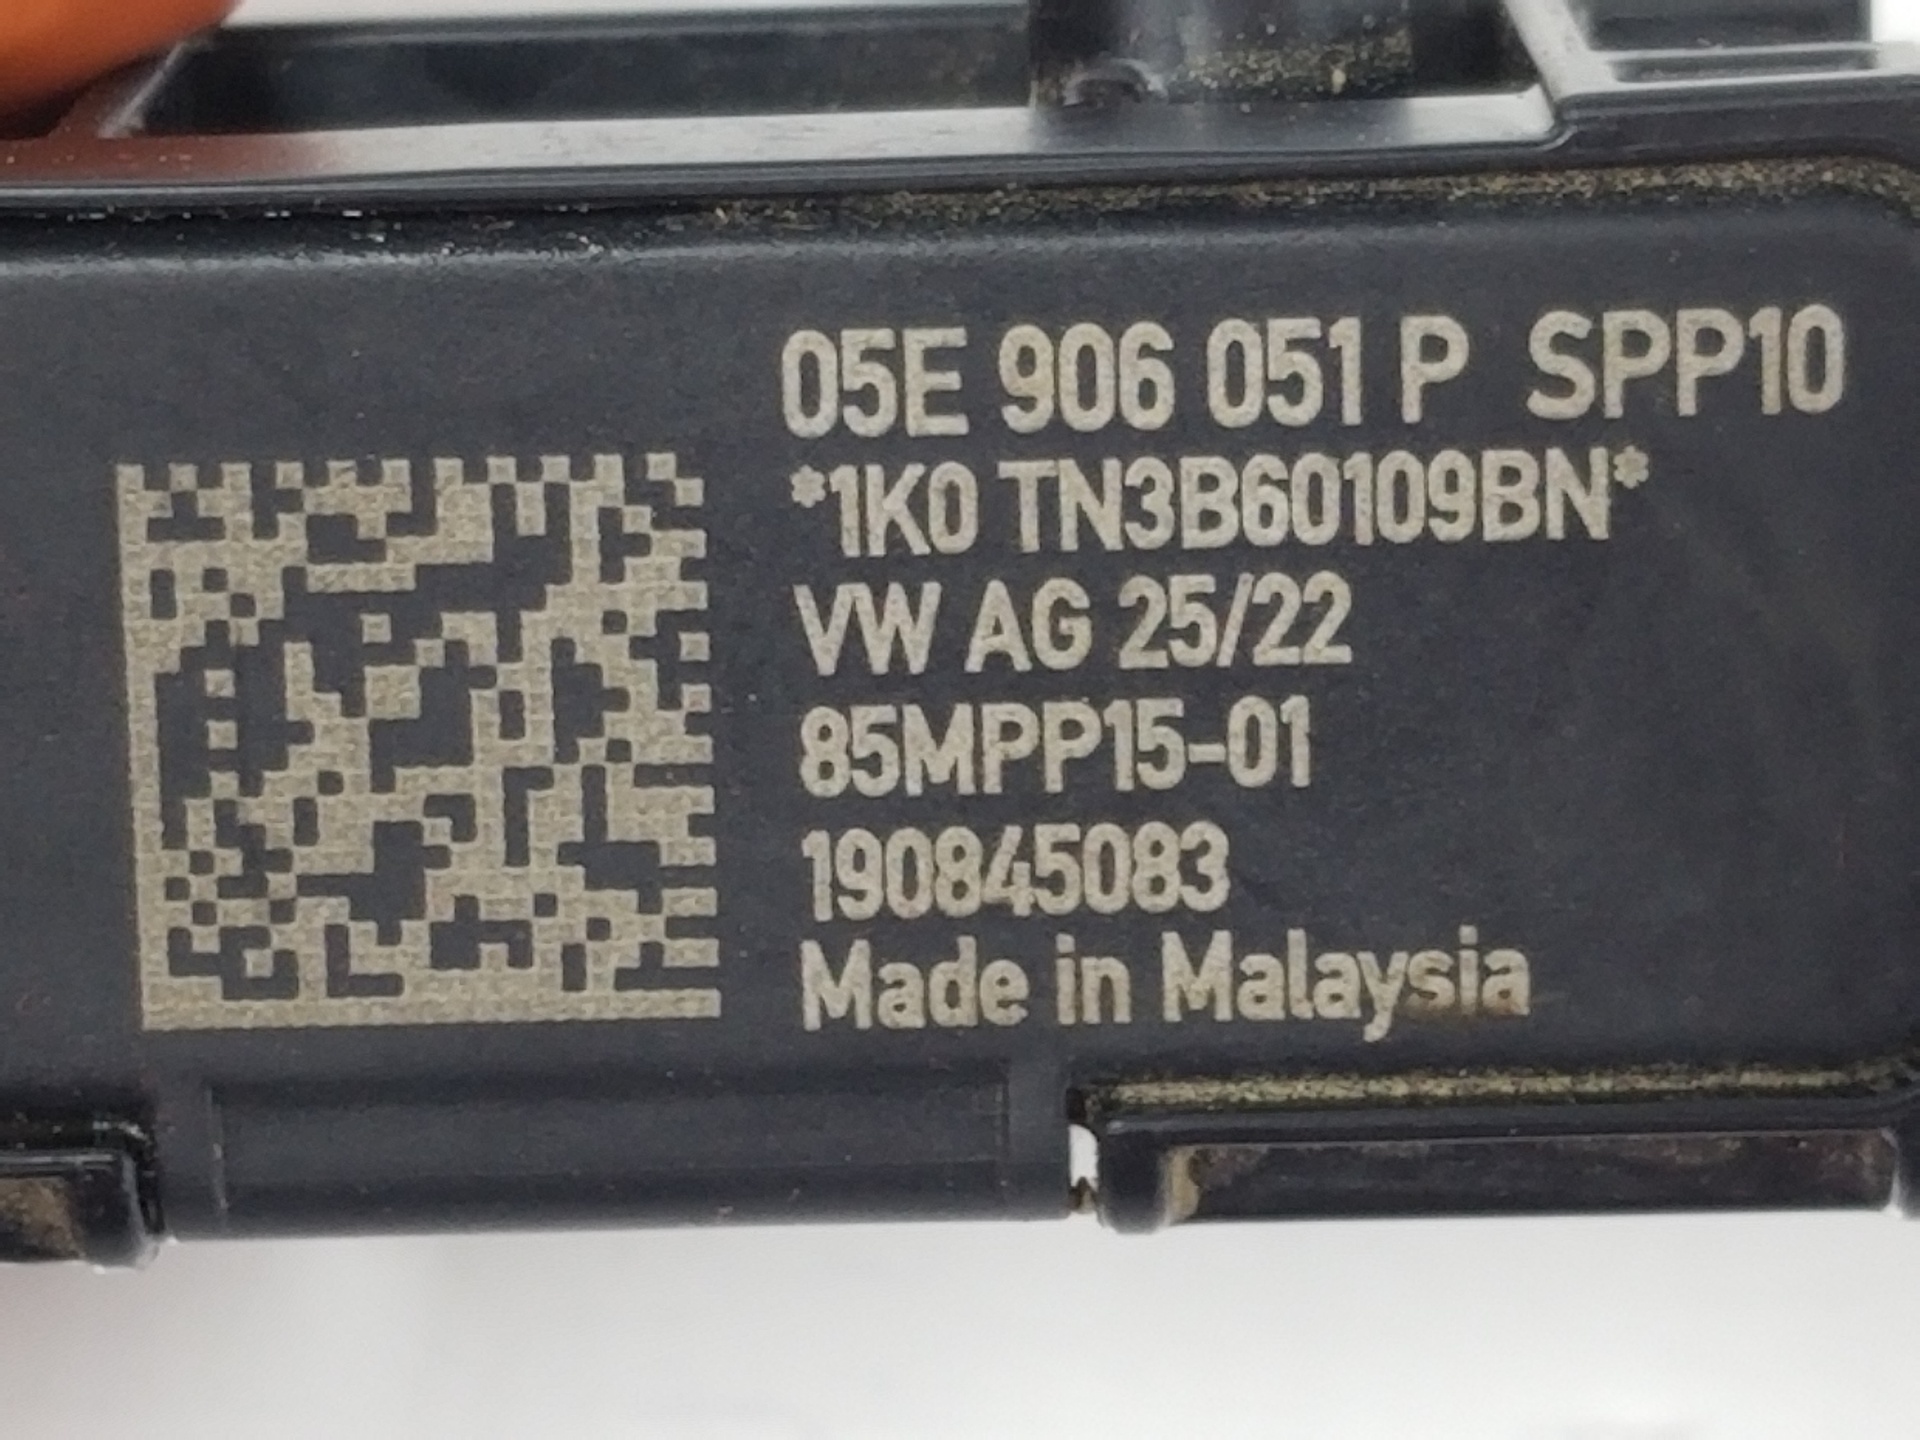 05E 906 051 P SPP10
*1K0 TN3B60109BN*
VW AG 25/22
85MPP15-01
190845083
Made in Malaysia